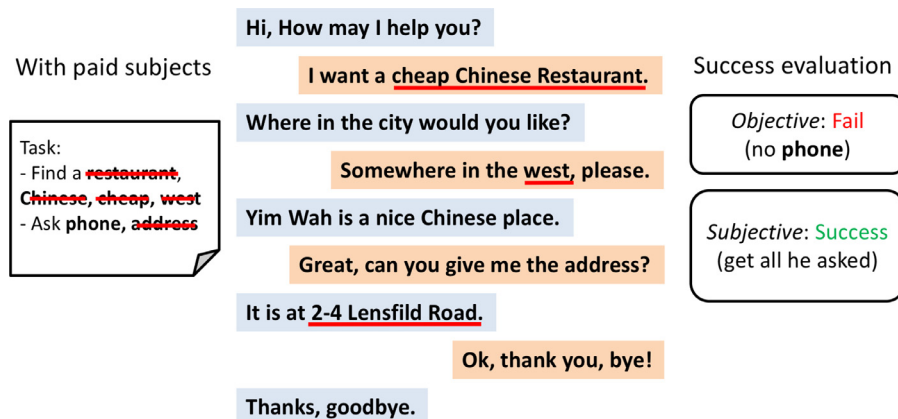 With paid subjects
Task:
- Find a restaurant,
Chinese, cheap, west
- Ask phone, address
Hi, How may I help you?
I want a cheap Chinese Restaurant.
Where in the city would you like?
Somewhere in the west, please.
Yim Wah is a nice Chinese place.
Great, can you give me the address?
It is at 2-4 Lensfild Road.
Ok, thank you, bye!
Thanks, goodbye.
Success evaluation
Objective: Fail
(no phone)
Subjective: Success
(get all he asked)